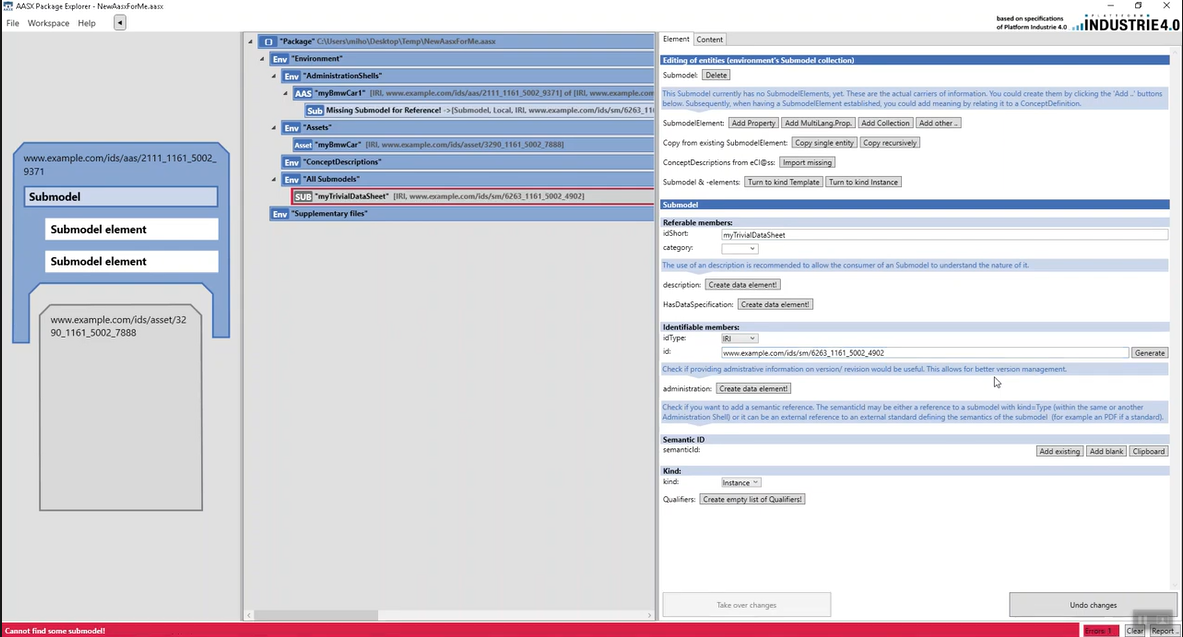 AASX Package Explorer - NewAasxForMe.aasx
File Workspace Help
based on specifications
of Platform Industrie 4.0
PLATTFORM
INDUSTRIE4.0
www.example.com/ids/aas/2111_1161_5002_
9371
Submodel
Submodel element
Submodel element
www.example.com/ids/asset/32
90_1161_5002_7888
"Package" C:\Users\miho\Desktop\Temp\NewAasxForMe.aasx
Env "Environment"
Env "AdministrationShells"
AAS "myBmwCar1" [IRI, www.example.com/ids/aas/2111_1161_5002_9371] of [IRI, www.example.com
Sub Missing Submodel for Reference! ->[Submodel, Local, IRI, www.example.com/ids/sm/6263_11
Env "Assets"
Asset "myBmwCar" [IRI, www.example.com/ids/asset/3290_1161_5002_7888]
Env "ConceptDescriptions"
Env "All Submodels"
SUB "myTrivialDataSheet" [IRI, www.example.com/ids/sm/6263_1161_5002_4902]
Env "Supplementary files"
Element Content
Editing of entities (environment's Submodel collection)
Submodel: Delete
This Submodel currently has no SubmodelElements, yet. These are the actual carriers of information. You could create them by clicking the 'Add ..' buttons
below. Subsequently, when having a SubmodelElement established, you could add meaning by relating it to a ConceptDefinition.
SubmodelElement: Add Property Add MultiLang.Prop. Add Collection Add other ..
Copy from existing SubmodelElement: Copy single entity Copy recursively
ConceptDescriptions from eCl@ss: Import missing
Submodel & -elements: Turn to kind Template Turn to kind Instance
Submodel
Referable members:
idShort: myTrivialDataSheet
category:
The use of an description is recommended to allow the consumer of an Submodel to understand the nature of it.
description: Create data element!
HasDataSpecification: Create data element!
Identifiable members:
idType: IRI
id: www.example.com/ids/sm/6263_1161_5002_4902 Generate
Check if providing admistrative information on version/ revision would be useful. This allows for better version management.
administration: Create data element!
Check if you want to add a semantic reference. The semanticId may be either a reference to a submodel with kind=Type (within the same or another
Administration Shell) or it can be an external reference to an external standard defining the semantics of the submodel (for example an PDF if a standard).
Semantic ID
semanticId: Add existing Add blank Clipboard
Kind:
kind: Instance
Qualifiers: Create empty list of Qualifiers!
Take over changes Undo changes
Cannot find some submodel! Errors: 1 Clear Report ..